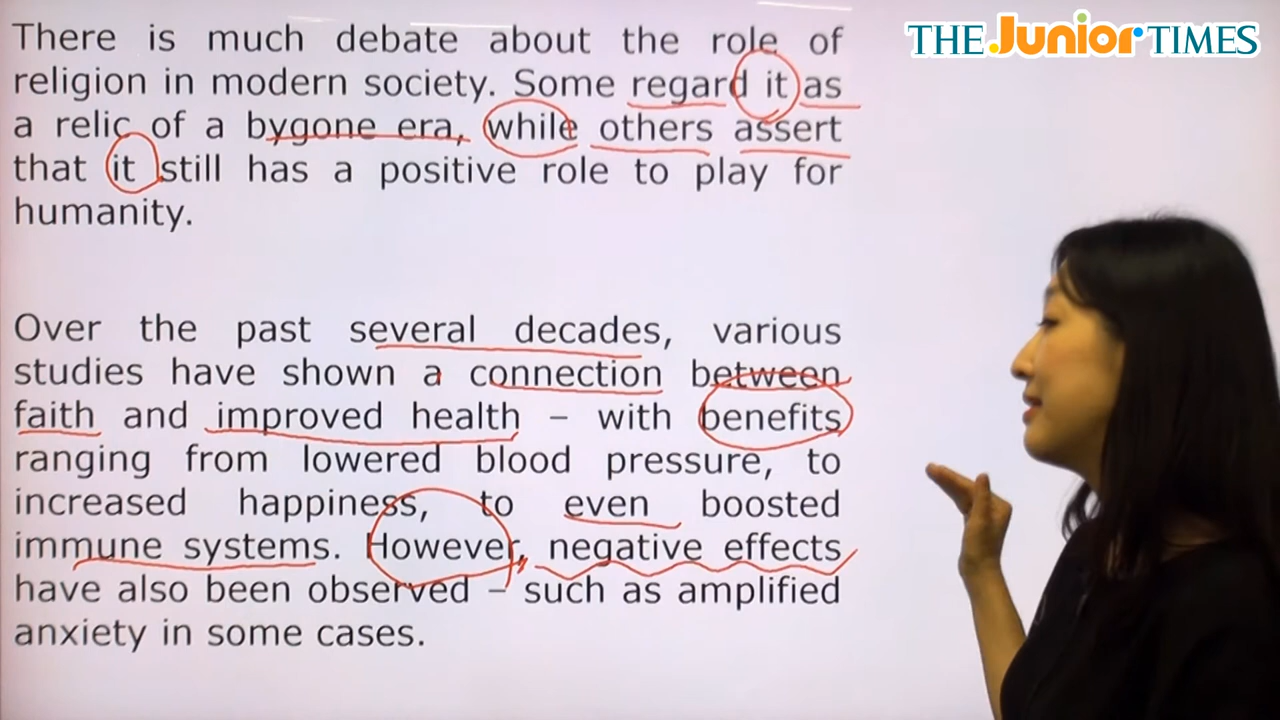 THE Junior TIMES
There is much debate about the role of
religion in modern society. Some regard it as
a relic of a bygone era, while others assert
that it still has a positive role to play for
humanity.
Over the past several decades, various
studies have shown a connection between
faith and improved health – with benefits
ranging from lowered blood pressure, to
increased happiness, to even boosted
immune systems. However, negative effects
have also been observed – such as amplified
anxiety in some cases.